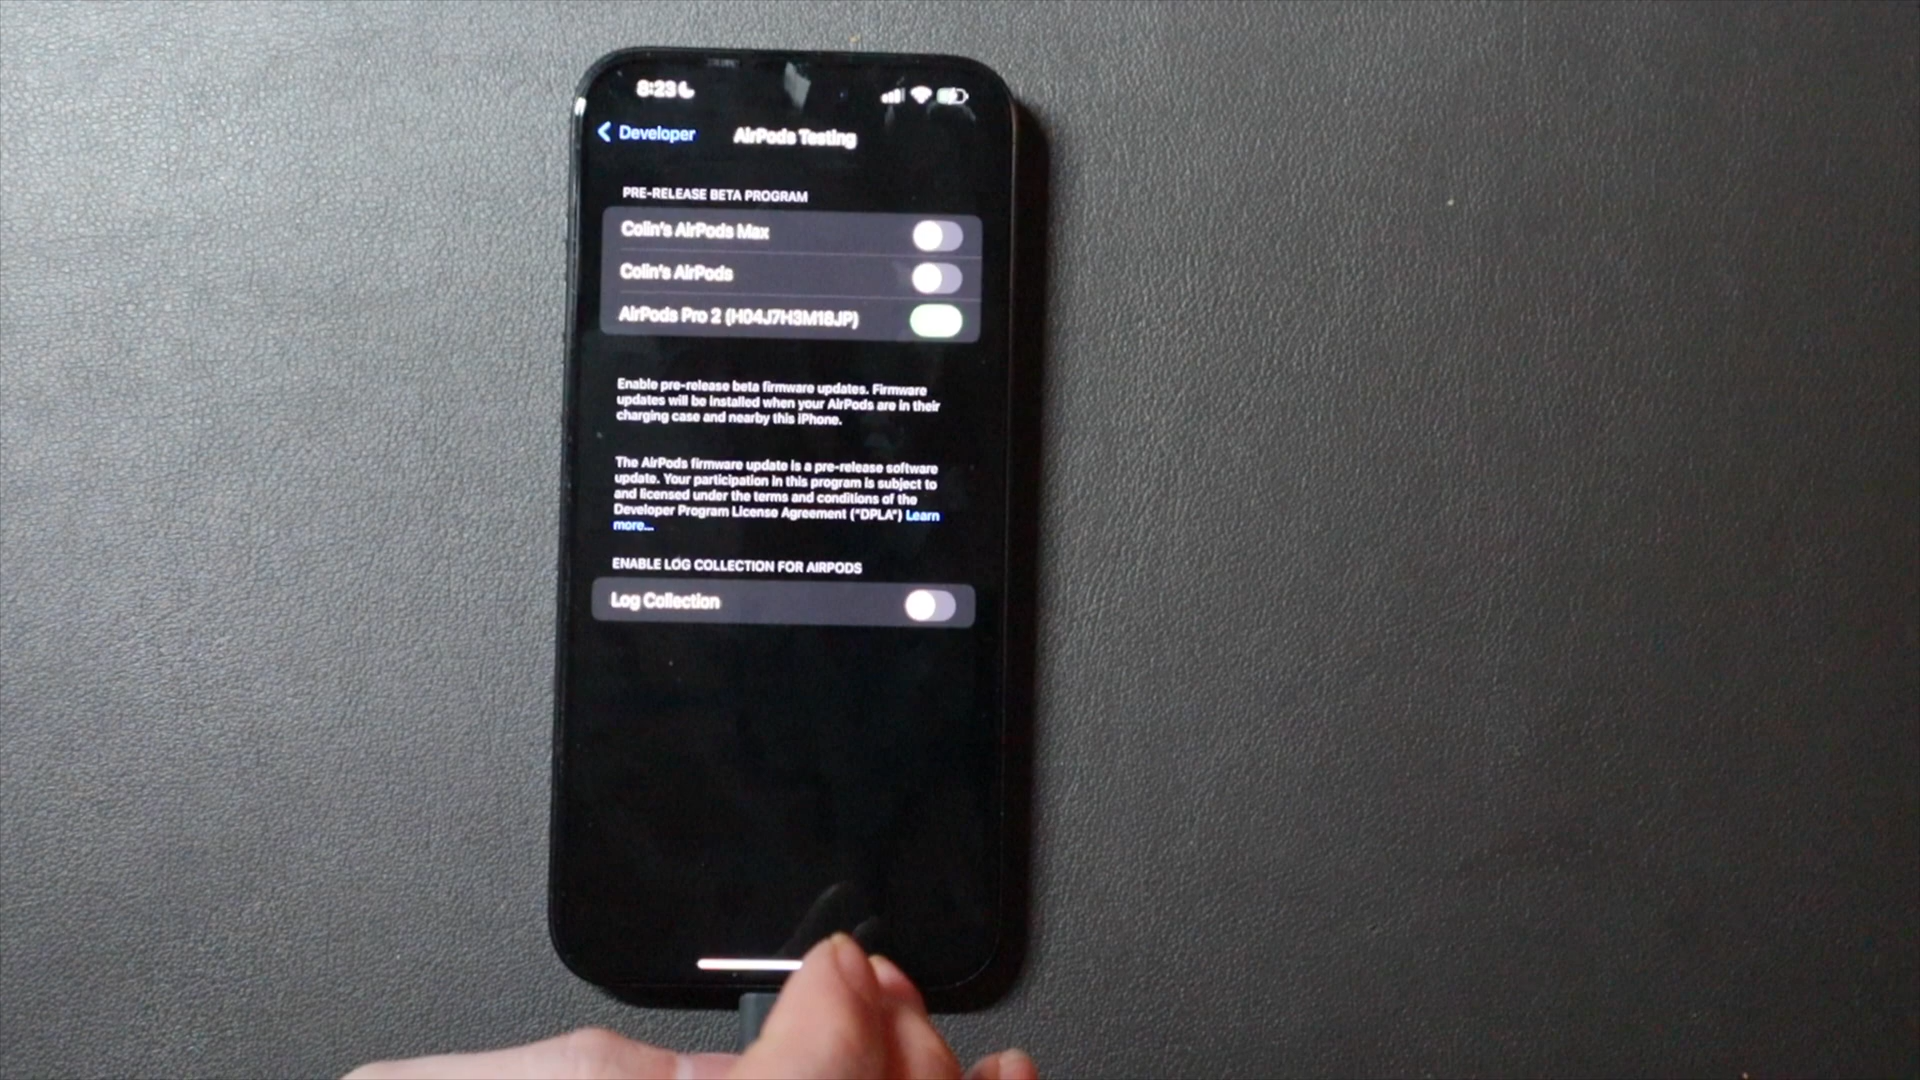 8:23
Developer
AirPods Testing
PRE-RELEASE BETA PROGRAM
Colin's AirPods Max
Colin's AirPods
AirPods Pro 2 (H04J7H3M18JP)
Enable pre-release beta firmware updates. Firmware
updates will be installed when your AirPods are in their
charging case and nearby this iPhone.
The AirPods firmware update is a pre-release software
update. Your participation in this program is subject to
and licensed under the terms and conditions of the
Developer Program License Agreement ("DPLA") Learn
more...
ENABLE LOG COLLECTION FOR AIRPODS
Log Collection